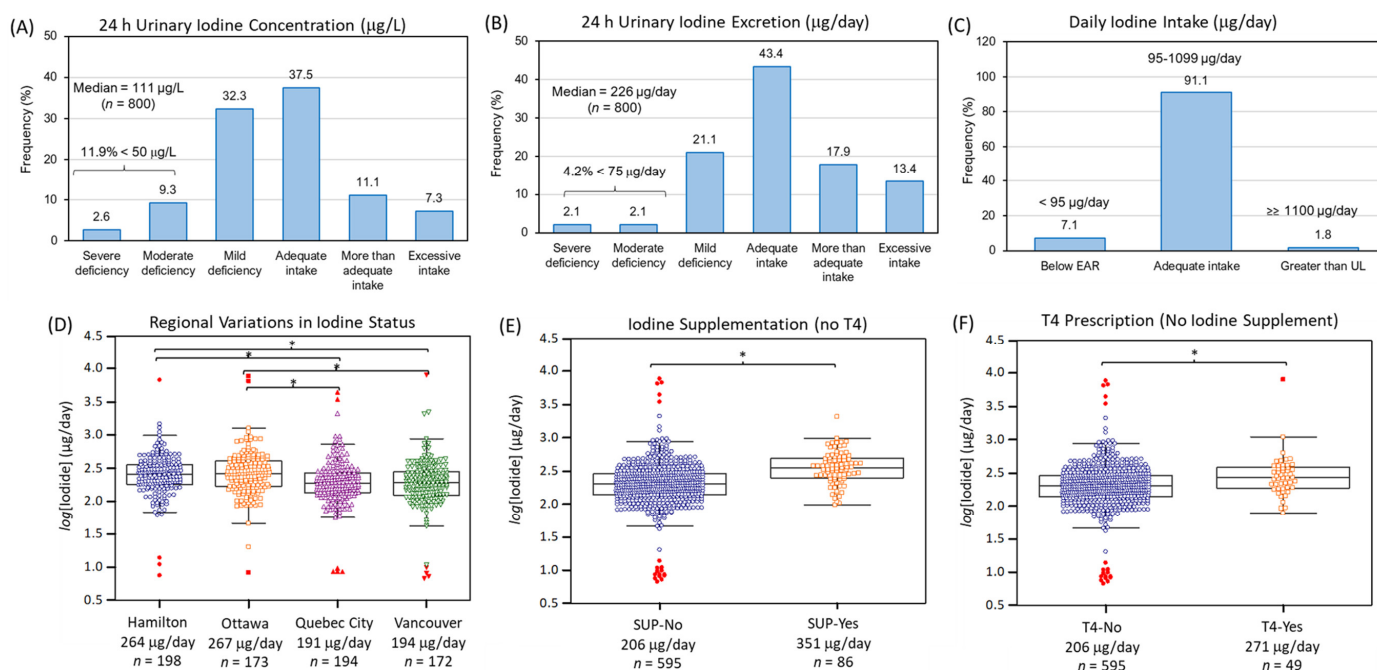 (A)
24 h Urinary Iodine Concentration (µg/L)
Frequency (%)
50
40
30
20
10
0
Median = 111 µg/L
(n = 800)
11.9% < 50 µg/L
2.6
9.3
32.3
37.5
11.1
7.3
Severe deficiency
Moderate deficiency
Mild deficiency
Adequate intake
More than adequate intake
Excessive intake
(B)
24 h Urinary Iodine Excretion (µg/day)
Frequency (%)
50
40
30
20
10
0
Median = 226 µg/day
(n = 800)
4.2% < 75 µg/day
2.1
2.1
21.1
43.4
17.9
13.4
Severe deficiency
Moderate deficiency
Mild deficiency
Adequate intake
More than adequate intake
Excessive intake
(C)
Daily Iodine Intake (µg/day)
Frequency (%)
120
100
80
60
40
20
0
95-1099 µg/day
91.1
< 95 µg/day
7.1
≥≥ 1100 µg/day
1.8
Below EAR
Adequate intake
Greater than UL
(D)
Regional Variations in Iodine Status
log[Iodide] (µg/day)
4.5
4.0
3.5
3.0
2.5
2.0
1.5
1.0
0.5
*
*
*
*
Hamilton
264 µg/day
n = 198
Ottawa
267 µg/day
n = 173
Quebec City
191 µg/day
n = 194
Vancouver
194 µg/day
n = 172
(E)
Iodine Supplementation (no T4)
log[Iodide] (µg/day)
4.5
4.0
3.5
3.0
2.5
2.0
1.5
1.0
0.5
*
SUP-No
206 µg/day
n = 595
SUP-Yes
351 µg/day
n = 86
(F)
T4 Prescription (No Iodine Supplement)
log[Iodide] (µg/day)
4.5
4.0
3.5
3.0
2.5
2.0
1.5
1.0
0.5
*
T4-No
206 µg/day
n = 595
T4-Yes
271 µg/day
n = 49